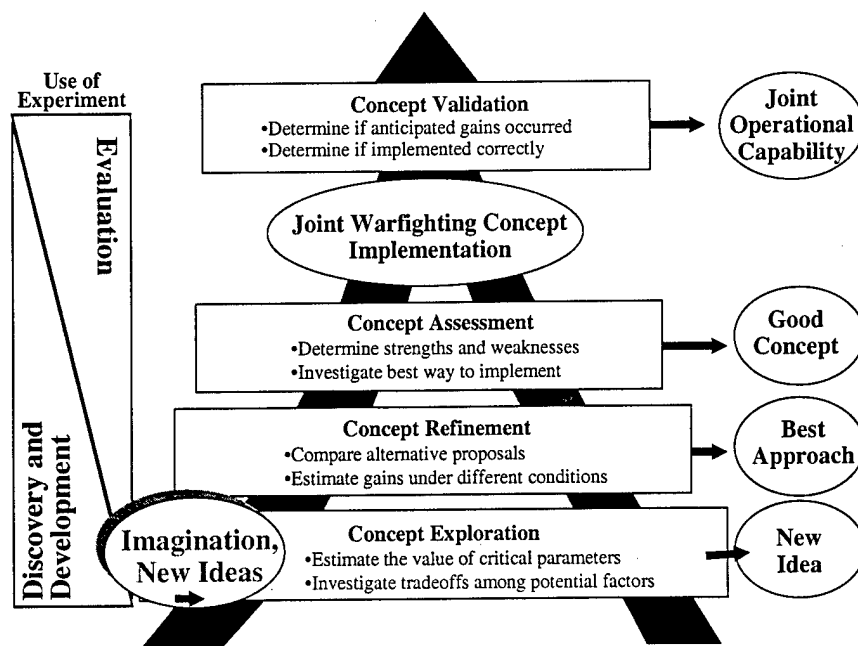 Use of
Experiment
Evaluation
Discovery and
Development
Concept Validation
•Determine if anticipated gains occurred
•Determine if implemented correctly
Joint
Operational
Capability
Joint Warfighting Concept
Implementation
Concept Assessment
•Determine strengths and weaknesses
•Investigate best way to implement
Good
Concept
Concept Refinement
•Compare alternative proposals
•Estimate gains under different conditions
Best
Approach
Imagination,
New Ideas
Concept Exploration
•Estimate the value of critical parameters
•Investigate tradeoffs among potential factors
New
Idea